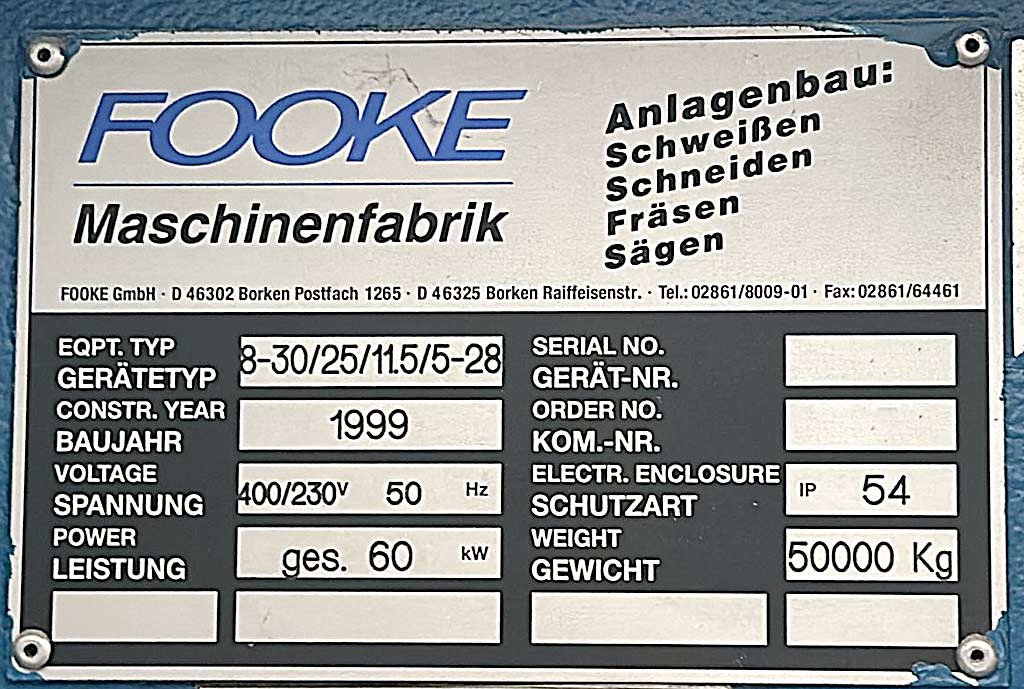 FOOKE
Maschinenfabrik
Anlagenbau:
Schweißen
Schneiden
Fräsen
Sägen
FOOKE GmbH · D 46302 Borken Postfach 1265 · D 46325 Borken Raiffeisenstr. · Tel.: 02861/8009-01 · Fax: 02861/64461
EQPT. TYP
GERÄTETYP
8-30/25/11.5/5-28
SERIAL NO.
GERÄT-NR.
CONSTR. YEAR
BAUJAHR
1999
ORDER NO.
KOM.-NR.
VOLTAGE
SPANNUNG
400/230V 50 Hz
ELECTR. ENCLOSURE
SCHUTZART
IP 54
POWER
LEISTUNG
ges. 60 kW
WEIGHT
GEWICHT
50000 Kg